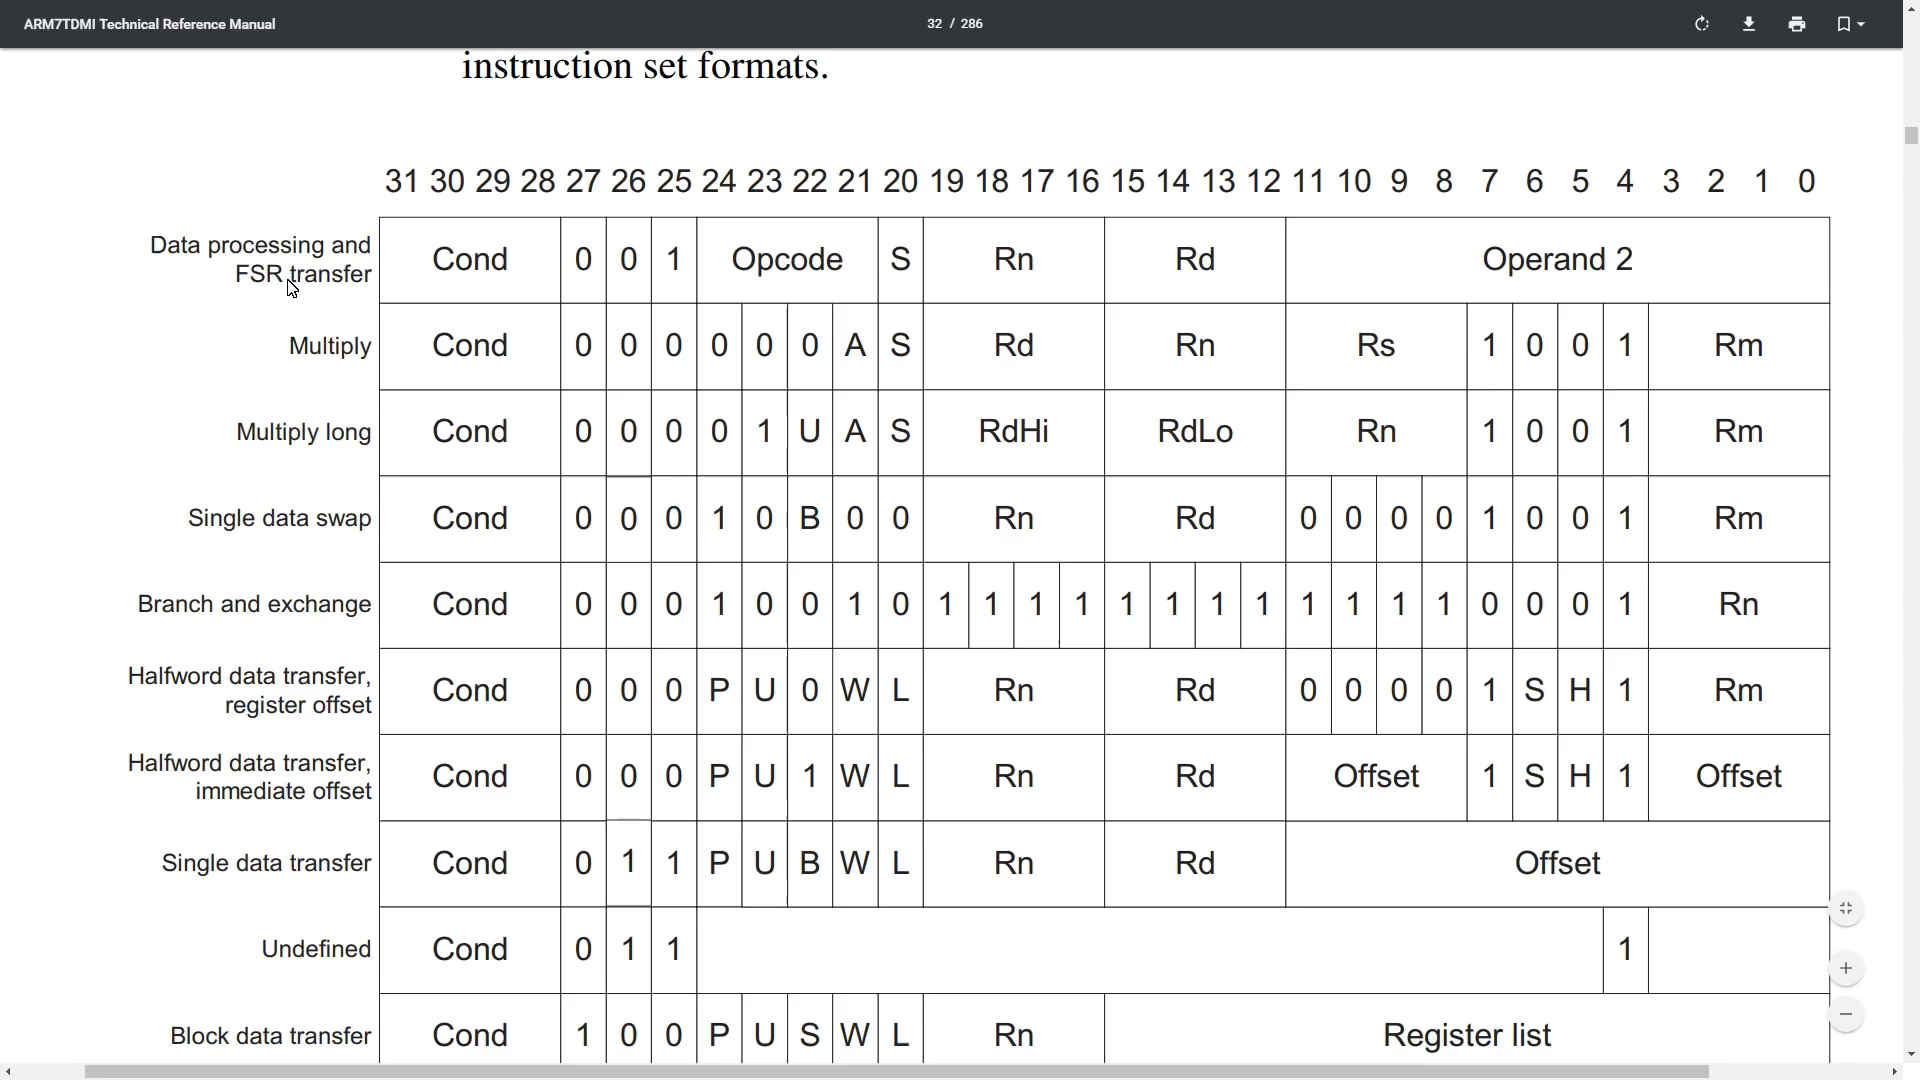 ARM7TDMI Technical Reference Manual
32 / 286
instruction set formats.
31 30 29 28 27 26 25 24 23 22 21 20 19 18 17 16 15 14 13 12 11 10 9 8 7 6 5 4 3 2 1 0
Data processing and
FSR transfer
Cond 0 0 1 Opcode S Rn Rd Operand 2
Multiply Cond 0 0 0 0 0 0 A S Rd Rn Rs 1 0 0 1 Rm
Multiply long Cond 0 0 0 0 1 U A S RdHi RdLo Rn 1 0 0 1 Rm
Single data swap Cond 0 0 0 1 0 B 0 0 Rn Rd 0 0 0 0 1 0 0 1 Rm
Branch and exchange Cond 0 0 0 1 0 0 1 0 1 1 1 1 1 1 1 1 1 1 1 1 0 0 0 1 Rn
Halfword data transfer,
register offset
Cond 0 0 0 P U 0 W L Rn Rd 0 0 0 0 1 S H 1 Rm
Halfword data transfer,
immediate offset
Cond 0 0 0 P U 1 W L Rn Rd Offset 1 S H 1 Offset
Single data transfer Cond 0 1 1 P U B W L Rn Rd Offset
Undefined Cond 0 1 1 1
Block data transfer Cond 1 0 0 P U S W L Rn Register list